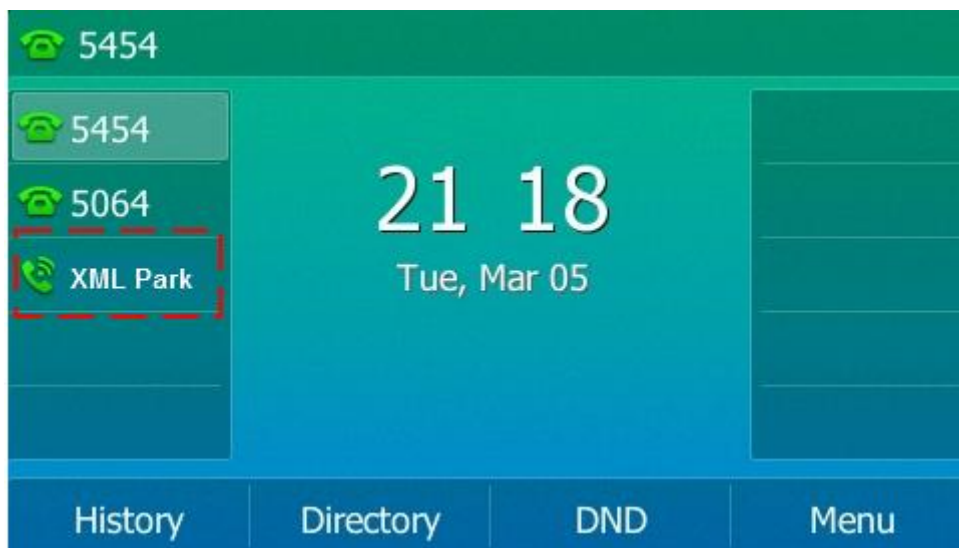 5454
5454
5064
XML Park
21 18
Tue, Mar 05
History Directory DND Menu